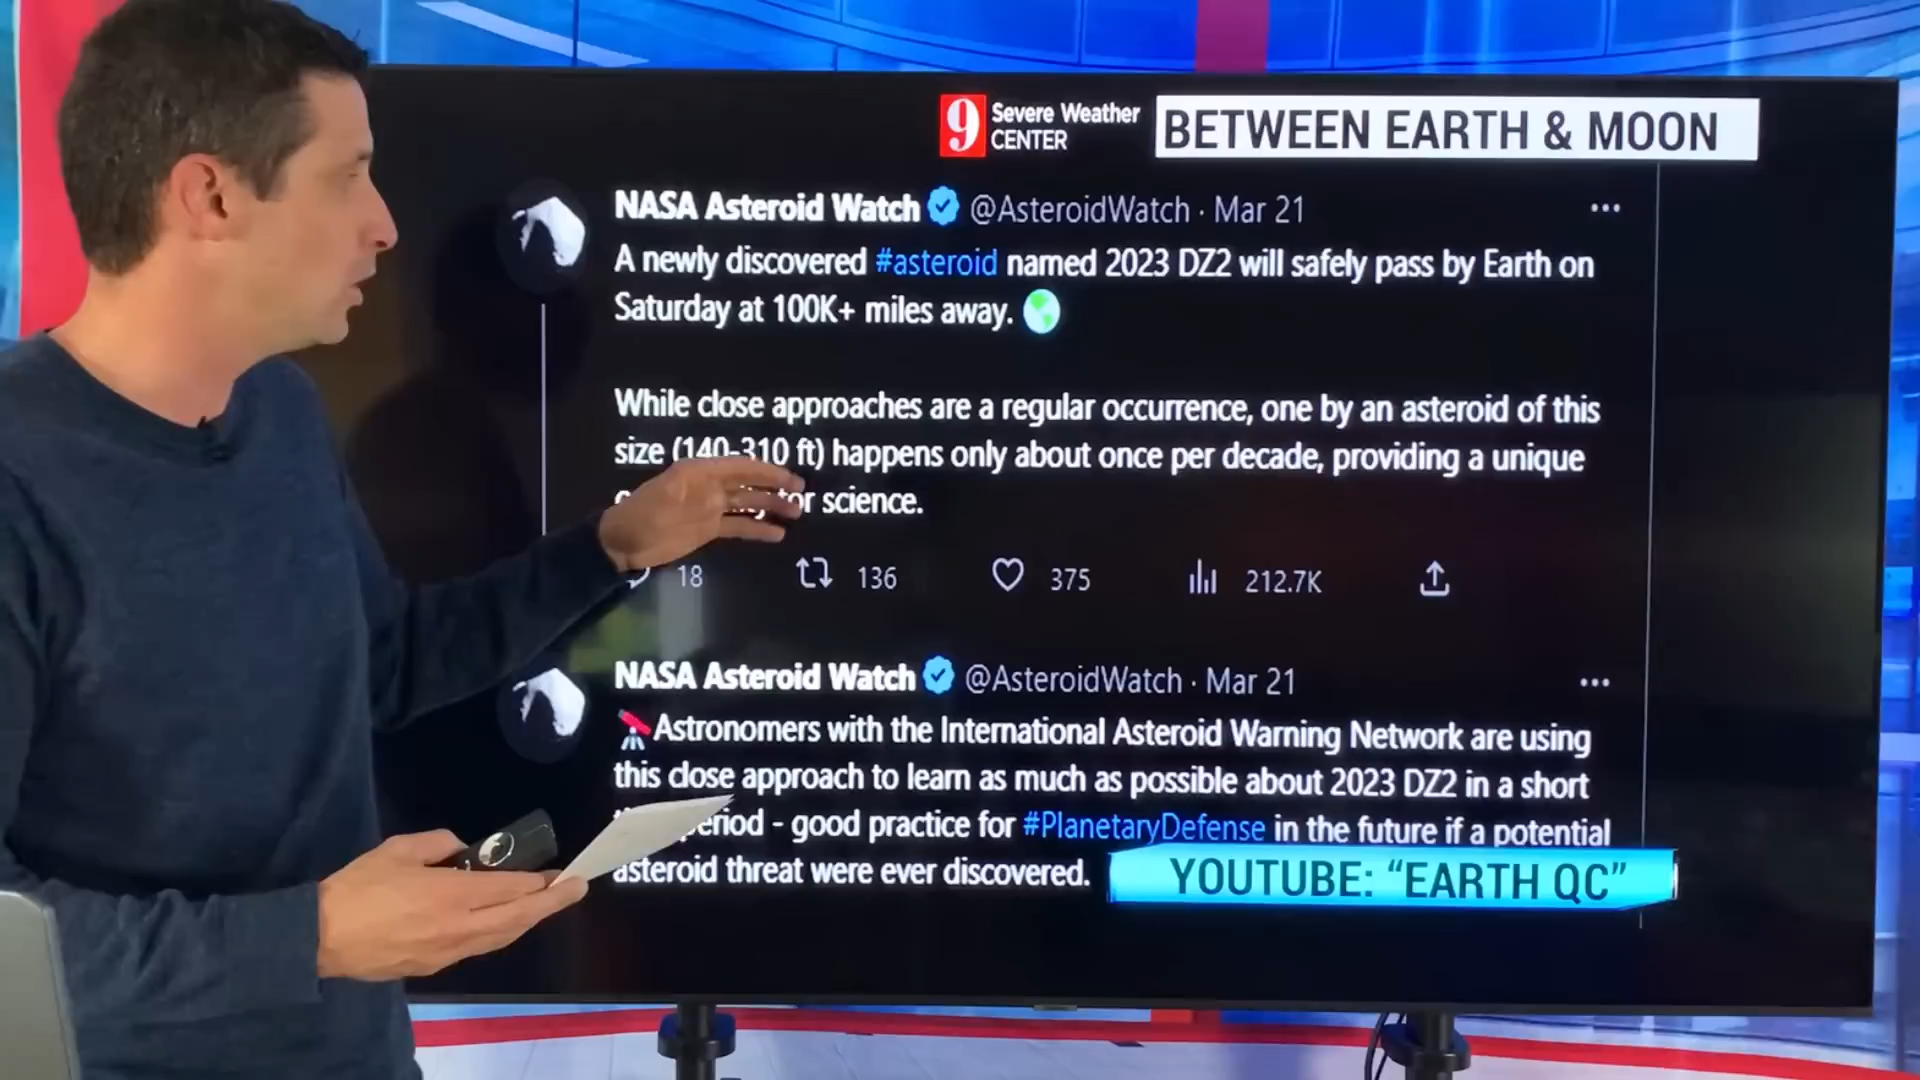 9 Severe Weather
CENTER
BETWEEN EARTH & MOON
NASA Asteroid Watch @AsteroidWatch · Mar 21
A newly discovered #asteroid named 2023 DZ2 will safely pass by Earth on
Saturday at 100K+ miles away.
While close approaches are a regular occurrence, one by an asteroid of this
size (140-310 ft) happens only about once per decade, providing a unique
for science.
18 136 375 212.7K
NASA Asteroid Watch @AsteroidWatch · Mar 21
Astronomers with the International Asteroid Warning Network are using
this close approach to learn as much as possible about 2023 DZ2 in a short
period - good practice for #PlanetaryDefense in the future if a potential
asteroid threat were ever discovered.
YOUTUBE: “EARTH QC”